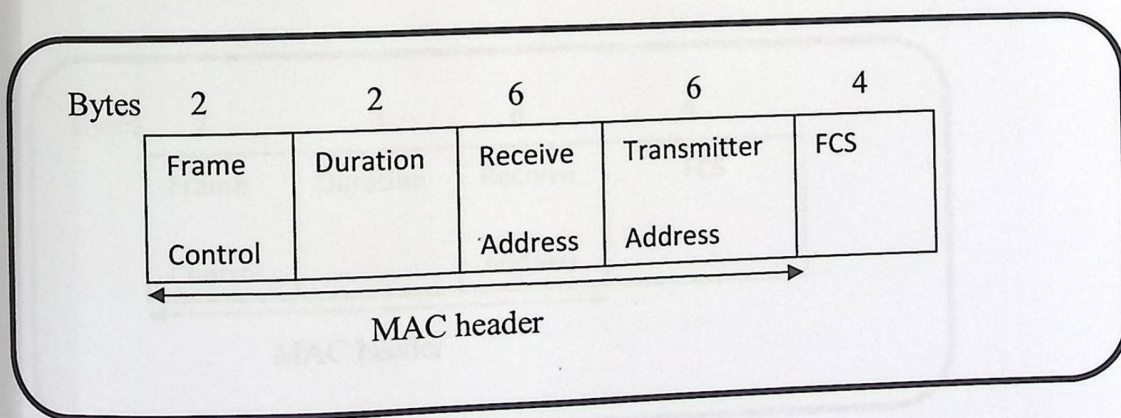 Bytes 2 2 6 6 4
Frame Duration Receive Transmitter FCS
Control Address Address
MAC header